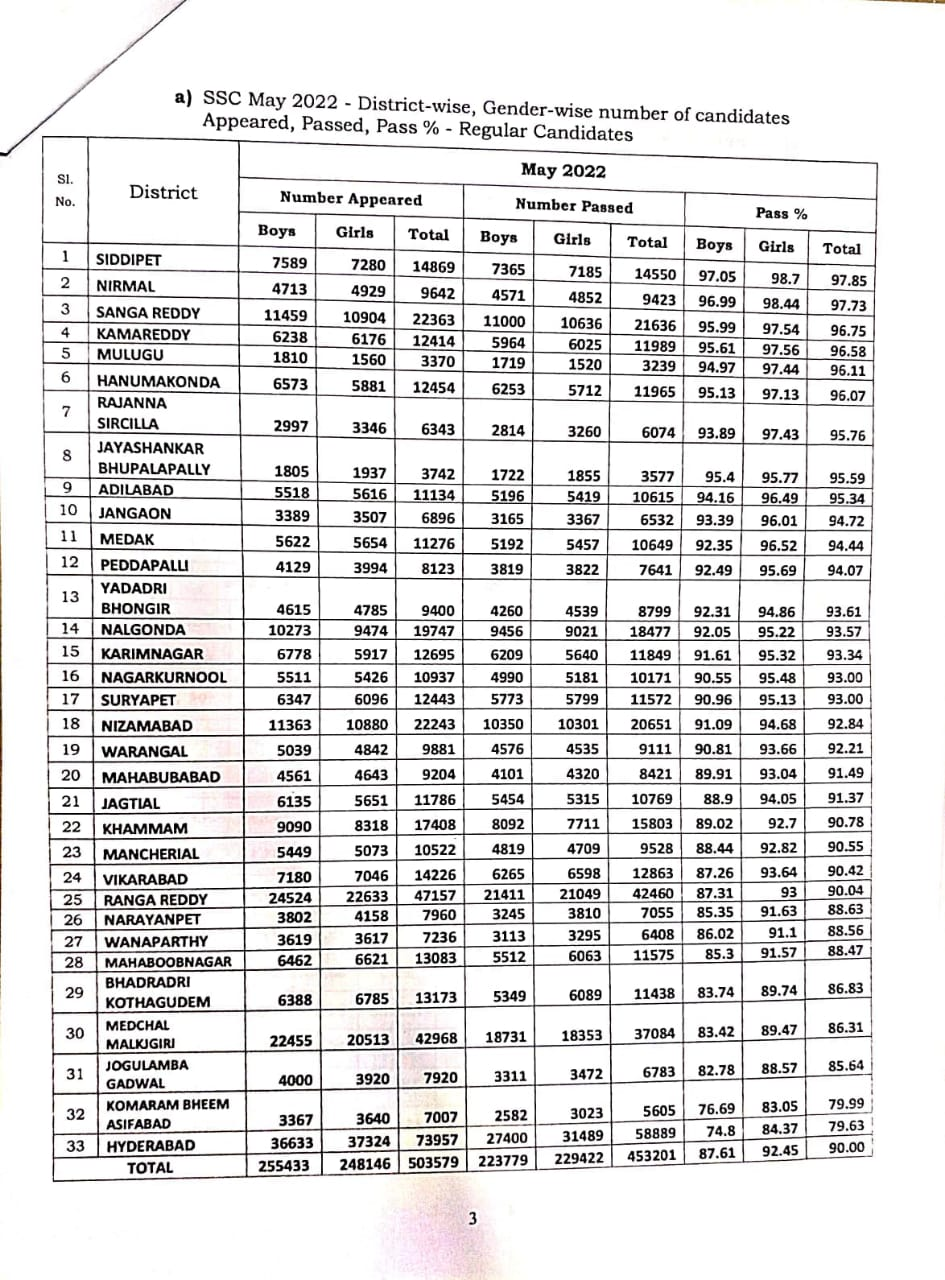 a) SSC May 2022 - District-wise, Gender-wise number of candidates
Appeared, Passed, Pass % - Regular Candidates
Sl. No. District May 2022
Number Appeared Number Passed Pass %
Boys Girls Total Boys Girls Total Boys Girls Total
1 SIDDIPET 7589 7280 14869 7365 7185 14550 97.05 98.7 97.85
2 NIRMAL 4713 4929 9642 4571 4852 9423 96.99 98.44 97.73
3 SANGA REDDY 11459 10904 22363 11000 10636 21636 95.99 97.54 96.75
4 KAMAREDDY 6238 6176 12414 5964 6025 11989 95.61 97.56 96.58
5 MULUGU 1810 1560 3370 1719 1520 3239 94.97 97.44 96.11
6 HANUMAKONDA 6573 5881 12454 6253 5712 11965 95.13 97.13 96.07
7 RAJANNA
SIRCILLA 2997 3346 6343 2814 3260 6074 93.89 97.43 95.76
8 JAYASHANKAR
BHUPALAPALLY 1805 1937 3742 1722 1855 3577 95.4 95.77 95.59
9 ADILABAD 5518 5616 11134 5196 5419 10615 94.16 96.49 95.34
10 JANGAON 3389 3507 6896 3165 3367 6532 93.39 96.01 94.72
11 MEDAK 5622 5654 11276 5192 5457 10649 92.35 96.52 94.44
12 PEDDAPALLI 4129 3994 8123 3819 3822 7641 92.49 95.69 94.07
13 YADADRI
BHONGIR 4615 4785 9400 4260 4539 8799 92.31 94.86 93.61
14 NALGONDA 10273 9474 19747 9456 9021 18477 92.05 95.22 93.57
15 KARIMNAGAR 6778 5917 12695 6209 5640 11849 91.61 95.32 93.34
16 NAGARKURNOOL 5511 5426 10937 4990 5181 10171 90.55 95.48 93.00
17 SURYAPET 6347 6096 12443 5773 5799 11572 90.96 95.13 93.00
18 NIZAMABAD 11363 10880 22243 10350 10301 20651 91.09 94.68 92.84
19 WARANGAL 5039 4842 9881 4576 4535 9111 90.81 93.66 92.21
20 MAHABUBABAD 4561 4643 9204 4101 4320 8421 89.91 93.04 91.49
21 JAGTIAL 6135 5651 11786 5454 5315 10769 88.9 94.05 91.37
22 KHAMMAM 9090 8318 17408 8092 7711 15803 89.02 92.7 90.78
23 MANCHERIAL 5449 5073 10522 4819 4709 9528 88.44 92.82 90.55
24 VIKARABAD 7180 7046 14226 6265 6598 12863 87.26 93.64 90.42
25 RANGA REDDY 24524 22633 47157 21411 21049 42460 87.31 93 90.04
26 NARAYANPET 3802 4158 7960 3245 3810 7055 85.35 91.63 88.63
27 WANAPARTHY 3619 3617 7236 3113 3295 6408 86.02 91.1 88.56
28 MAHABOOBNAGAR 6462 6621 13083 5512 6063 11575 85.3 91.57 88.47
29 BHADRADRI
KOTHAGUDEM 6388 6785 13173 5349 6089 11438 83.74 89.74 86.83
30 MEDCHAL
MALKJGIRI 22455 20513 42968 18731 18353 37084 83.42 89.47 86.31
31 JOGULAMBA
GADWAL 4000 3920 7920 3311 3472 6783 82.78 88.57 85.64
32 KOMARAM BHEEM
ASIFABAD 3367 3640 7007 2582 3023 5605 76.69 83.05 79.99
33 HYDERABAD 36633 37324 73957 27400 31489 58889 74.8 84.37 79.63
TOTAL 255433 248146 503579 223779 229422 453201 87.61 92.45 90.00
3